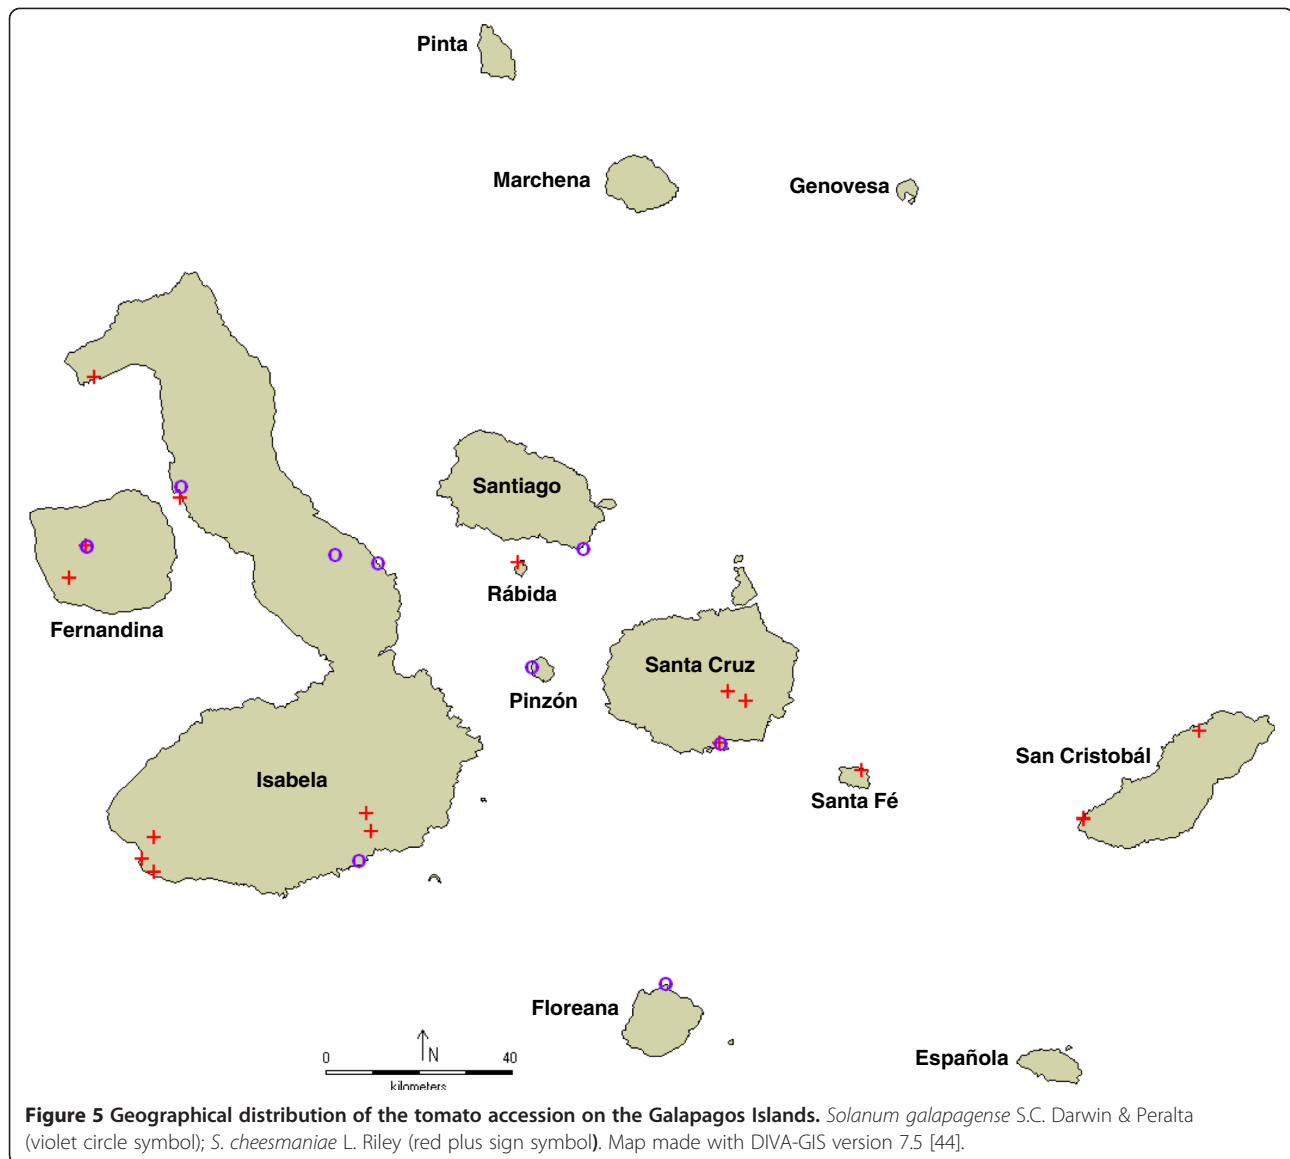 Pinta
Marchena
Genovesa
Santiago
Rábida
Fernandina
Santa Cruz
Pinzón
San Cristobál
Isabela
Santa Fé
Floreana
Española
N
0 40
kilometers
Figure 5 Geographical distribution of the tomato accession on the Galapagos Islands. Solanum galapagense S.C. Darwin & Peralta
(violet circle symbol); S. cheesmaniae L. Riley (red plus sign symbol). Map made with DIVA-GIS version 7.5 [44].